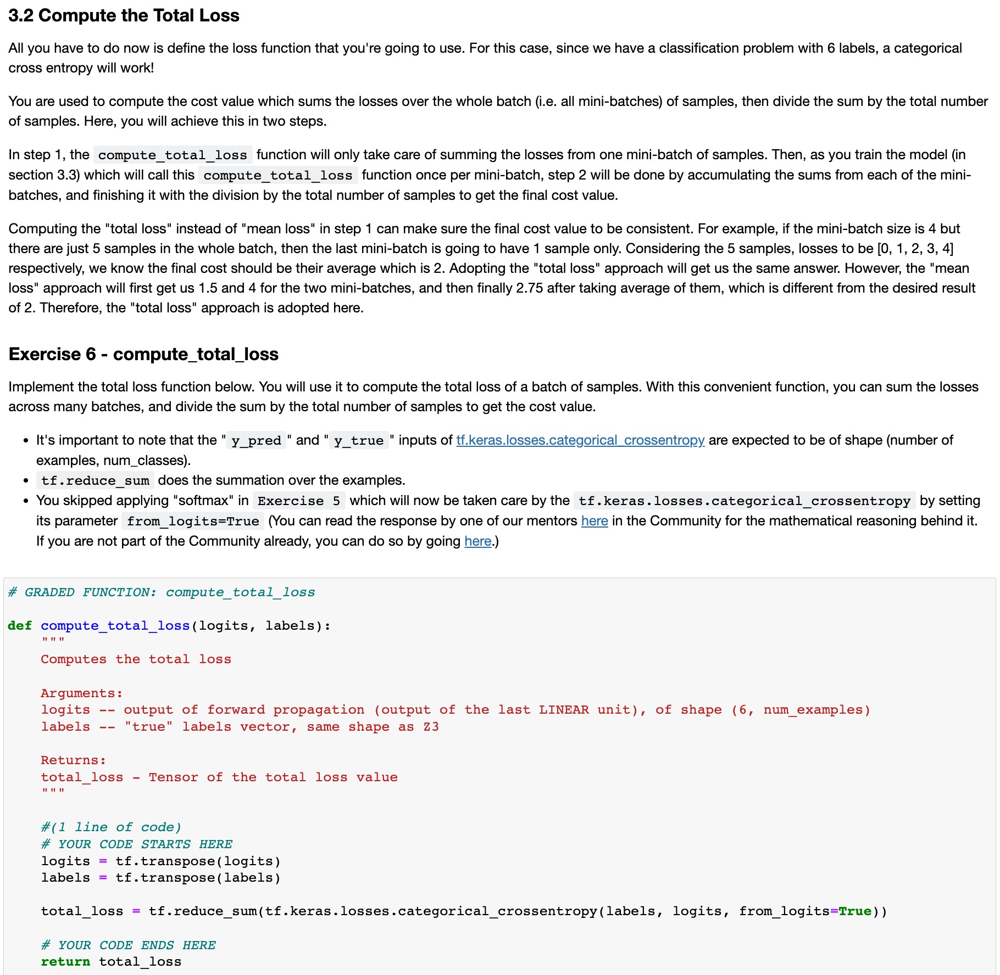 3.2 Compute the Total Loss
All you have to do now is define the loss function that you're going to use. For this case, since we have a classification problem with 6 labels, a categorical
cross entropy will work!
You are used to compute the cost value which sums the losses over the whole batch (i.e. all mini-batches) of samples, then divide the sum by the total number
of samples. Here, you will achieve this in two steps.
In step 1, the compute_total_loss function will only take care of summing the losses from one mini-batch of samples. Then, as you train the model (in
section 3.3) which will call this compute_total_loss function once per mini-batch, step 2 will be done by accumulating the sums from each of the mini-
batches, and finishing it with the division by the total number of samples to get the final cost value.
Computing the "total loss" instead of "mean loss" in step 1 can make sure the final cost value to be consistent. For example, if the mini-batch size is 4 but
there are just 5 samples in the whole batch, then the last mini-batch is going to have 1 sample only. Considering the 5 samples, losses to be [0, 1, 2, 3, 4]
respectively, we know the final cost should be their average which is 2. Adopting the "total loss" approach will get us the same answer. However, the "mean
loss" approach will first get us 1.5 and 4 for the two mini-batches, and then finally 2.75 after taking average of them, which is different from the desired result
of 2. Therefore, the "total loss" approach is adopted here.
Exercise 6 - compute_total_loss
Implement the total loss function below. You will use it to compute the total loss of a batch of samples. With this convenient function, you can sum the losses
across many batches, and divide the sum by the total number of samples to get the cost value.
• It's important to note that the " y_pred " and " y_true " inputs of tf.keras.losses.categorical_crossentropy are expected to be of shape (number of
examples, num_classes).
• tf.reduce_sum does the summation over the examples.
• You skipped applying "softmax" in Exercise 5 which will now be taken care by the tf.keras.losses.categorical_crossentropy by setting
its parameter from_logits=True (You can read the response by one of our mentors here in the Community for the mathematical reasoning behind it.
If you are not part of the Community already, you can do so by going here.)
# GRADED FUNCTION: compute_total_loss
def compute_total_loss(logits, labels):
"""
Computes the total loss
Arguments:
logits -- output of forward propagation (output of the last LINEAR unit), of shape (6, num_examples)
labels -- "true" labels vector, same shape as Z3
Returns:
total_loss - Tensor of the total loss value
"""
#(1 line of code)
# YOUR CODE STARTS HERE
logits = tf.transpose(logits)
labels = tf.transpose(labels)
total_loss = tf.reduce_sum(tf.keras.losses.categorical_crossentropy(labels, logits, from_logits=True))
# YOUR CODE ENDS HERE
return total_loss